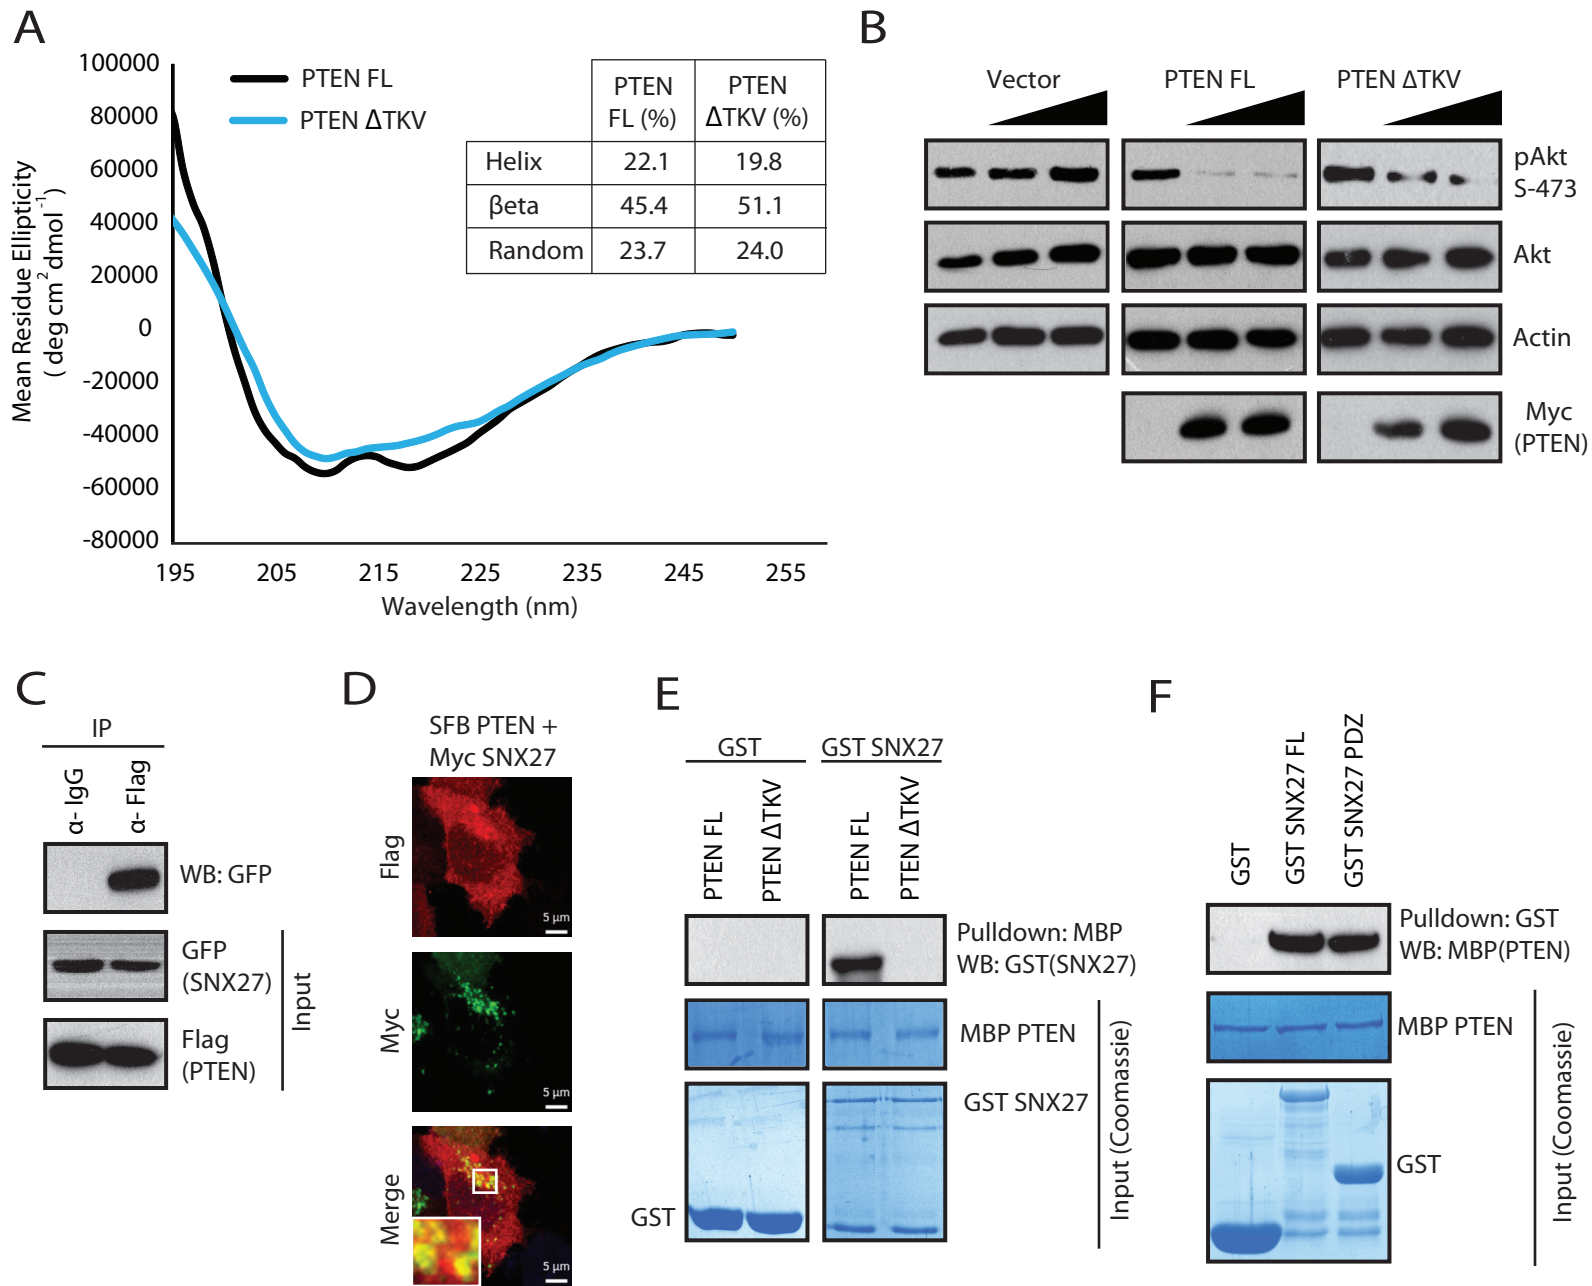 A
100000
80000
60000
40000
20000
0
-20000
-40000
-60000
-80000
Mean Residue Ellipticity
( deg cm² dmol⁻¹)
195 205 215 225 235 245 255
Wavelength (nm)
PTEN FL
PTEN ΔTKV
PTEN FL (%) PTEN ΔTKV (%)
Helix 22.1 19.8
βeta 45.4 51.1
Random 23.7 24.0
B
Vector PTEN FL PTEN ΔTKV
pAkt
S-473
Akt
Actin
Myc
(PTEN)
C
IP
α- IgG
α- Flag
WB: GFP
GFP
(SNX27)
Flag
(PTEN)
Input
D
SFB PTEN +
Myc SNX27
Flag
5 µm
Myc
5 µm
Merge
5 µm
E
GST GST SNX27
PTEN FL
PTEN ΔTKV
PTEN FL
PTEN ΔTKV
Pulldown: MBP
WB: GST(SNX27)
MBP PTEN
GST SNX27
GST
Input (Coomassie)
F
GST
GST SNX27 FL
GST SNX27 PDZ
Pulldown: GST
WB: MBP(PTEN)
MBP PTEN
GST
Input (Coomassie)